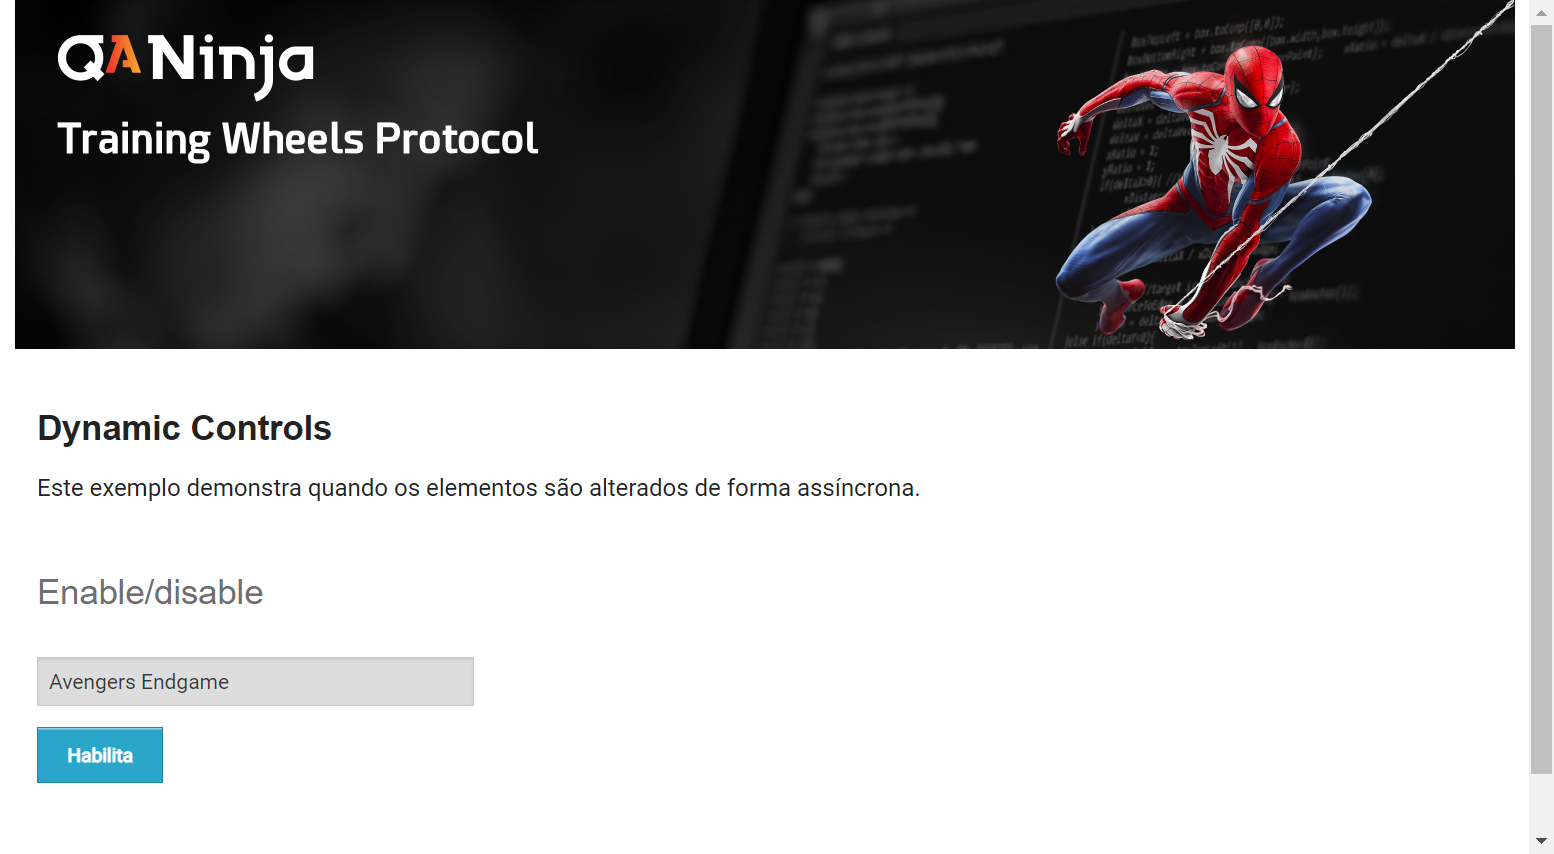 QANinja
Training Wheels Protocol
Dynamic Controls
Este exemplo demonstra quando os elementos são alterados de forma assíncrona.
Enable/disable
Avengers Endgame
Habilita